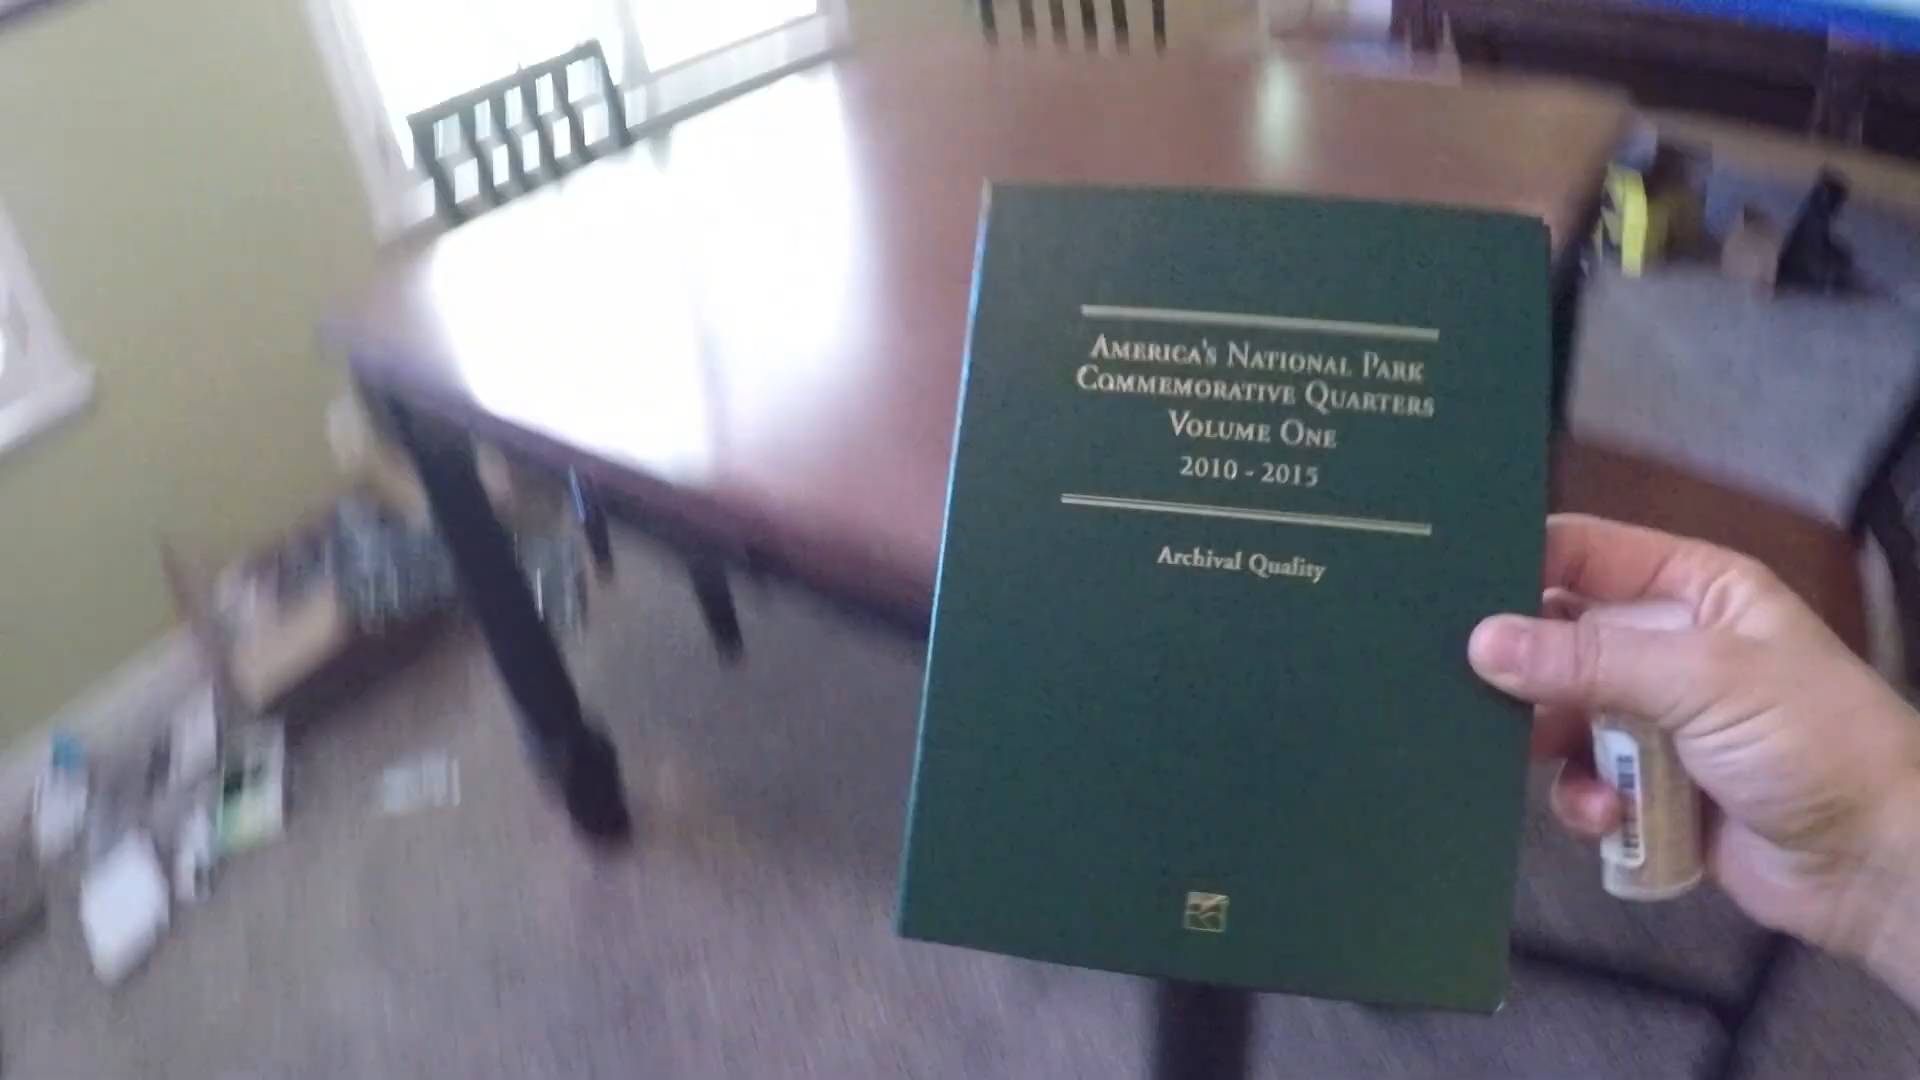 America's National Park
Commemorative Quarters
Volume One
2010 - 2015
Archival Quality